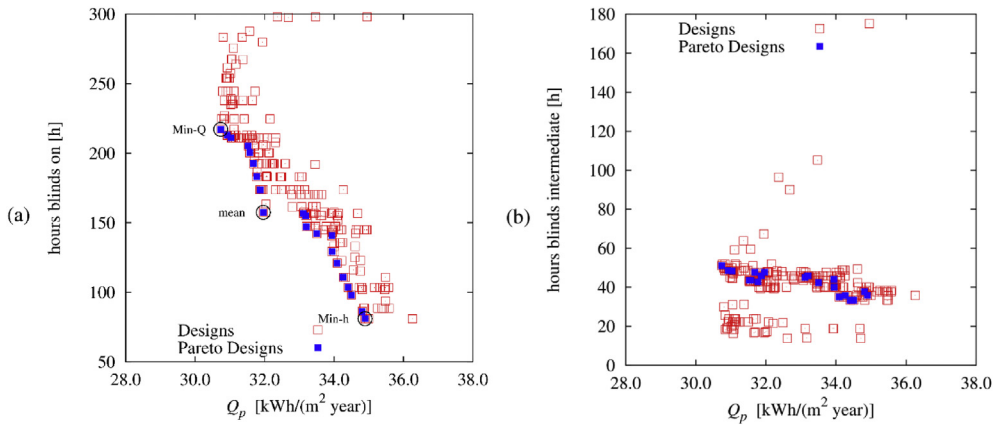 (a)
hours blinds on [h]
300
250
200
150
100
50
Min-Q
mean
Min-h
Designs
Pareto Designs
28.0 30.0 32.0 34.0 36.0 38.0
Qp [kWh/(m² year)]
(b)
hours blinds intermediate [h]
180
160
140
120
100
80
60
40
20
0
Designs
Pareto Designs
28.0 30.0 32.0 34.0 36.0 38.0
Qp [kWh/(m² year)]